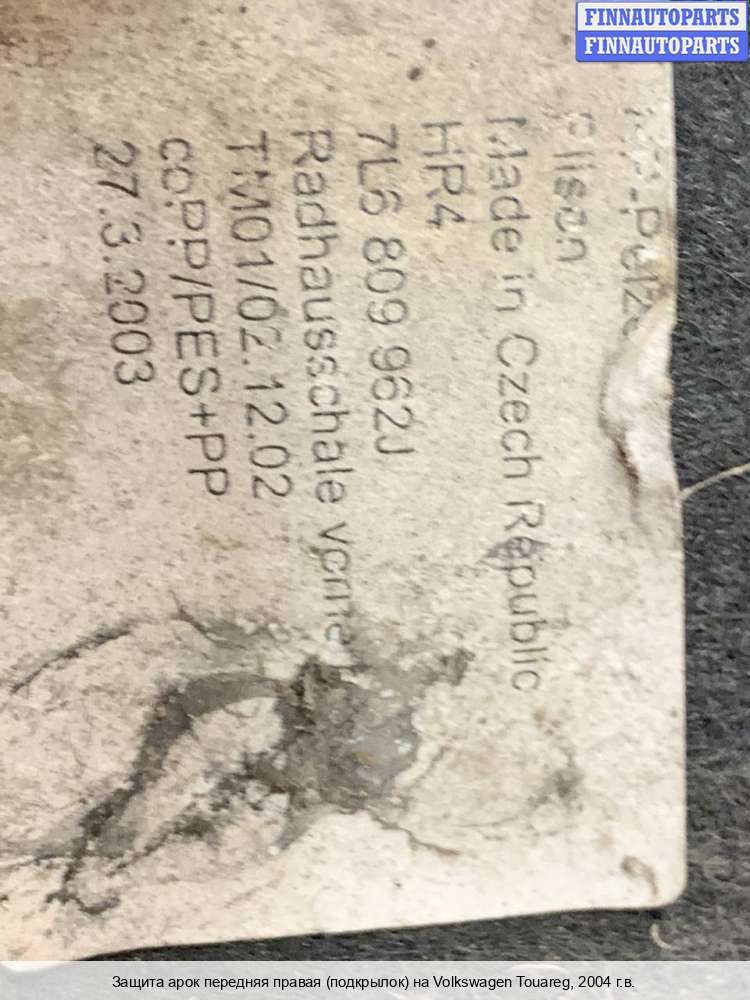 FINNAUTOPARTS
FINNAUTOPARTS
Made in Czech Republic
HR4
7L6 809 962J
Radhausschale vorne
TM01/02.12.02
co.PP/PES+PP
27.3.2003
Защита арок передняя правая (подкрылок) на Volkswagen Touareg, 2004 г.в.